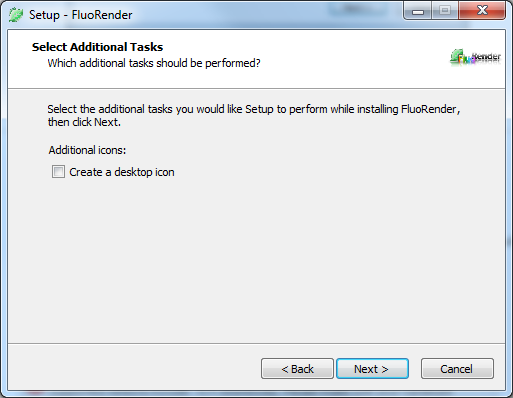 Setup - FluoRender
Select Additional Tasks
Which additional tasks should be performed?
FluoRender
Select the additional tasks you would like Setup to perform while installing FluoRender,
then click Next.
Additional icons:
Create a desktop icon
< Back
Next >
Cancel